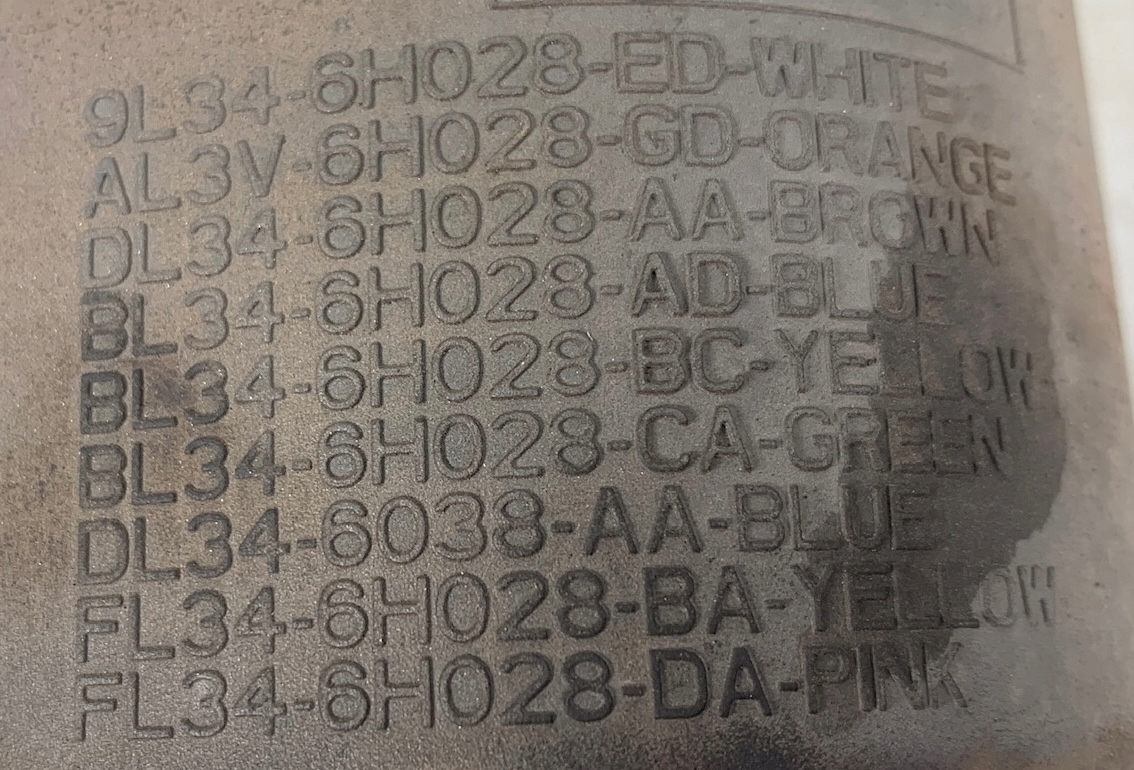 9L34-6H028-ED-WHITE
AL3V-6H028-GD-ORANGE
DL34-6H028-AA-BROWN
BL34-6H028-AD-BLUE
BL34-6H028-BC-YELLOW
BL34-6H028-CA-GREEN
DL34-6038-AA-BLUE
FL34-6H028-BA-YELLOW
FL34-6H028-DA-PINK